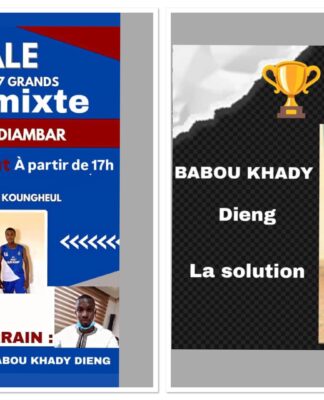 ALE
7 GRANDS
mixte
DIAMBAR
À partir de 17h
KOUNGHEUL
RAIN :
ABOU KHADY DIENG
BABOU KHADY
Dieng
La solution